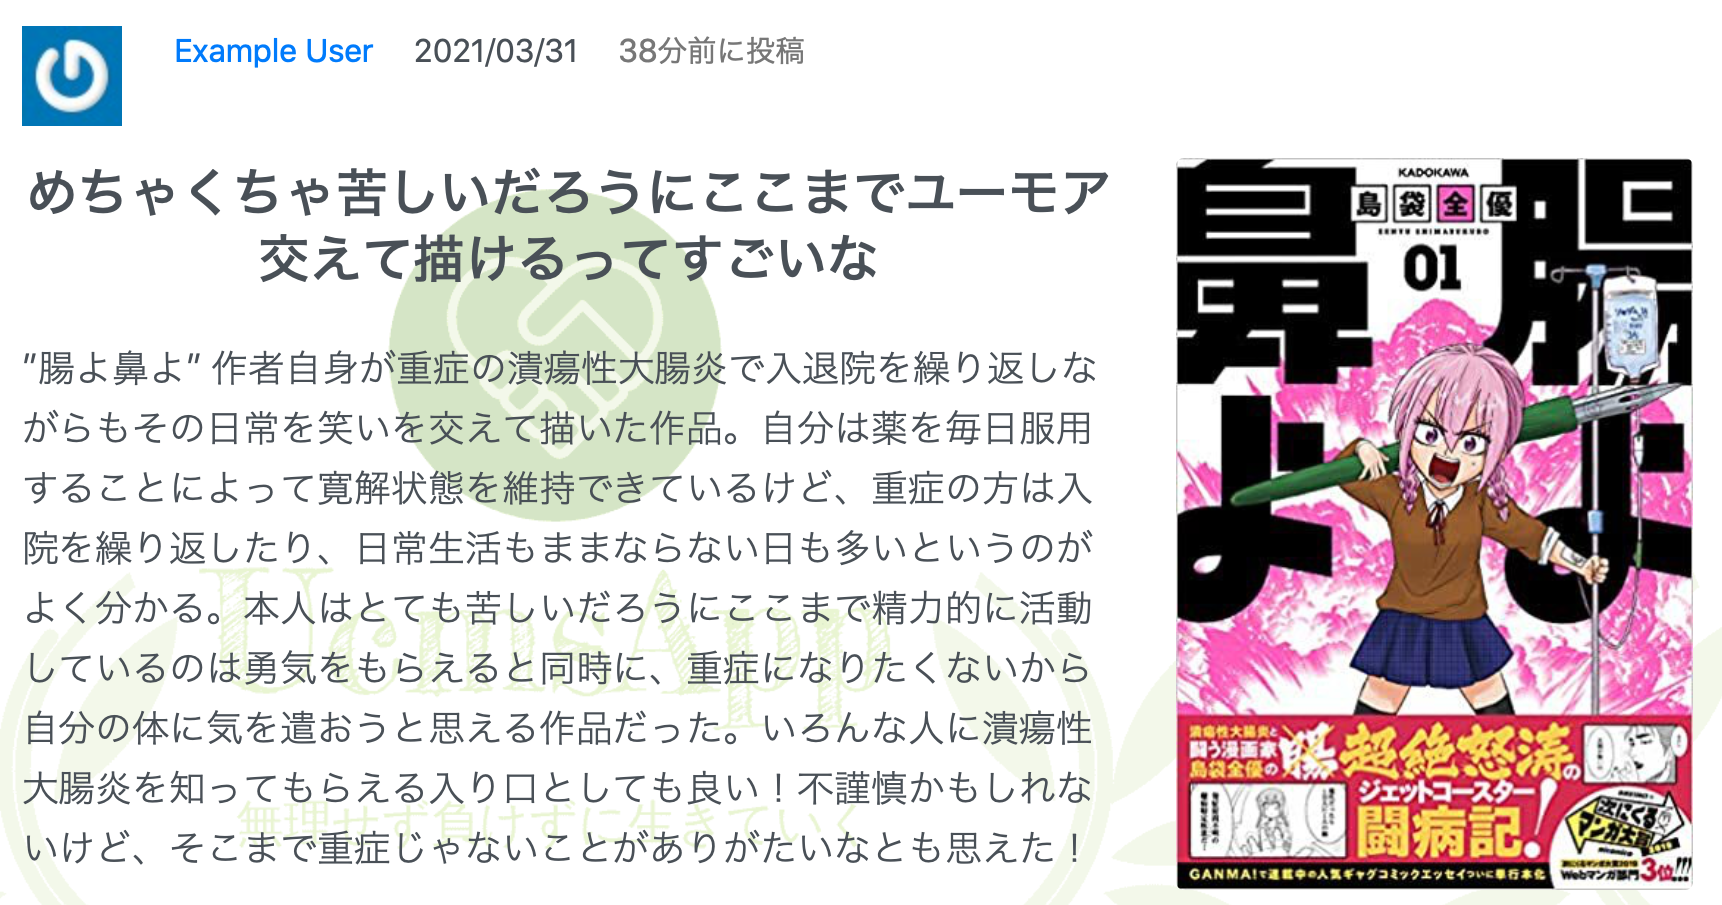 Example User 2021/03/31 38分前に投稿
めちゃくちゃ苦しいだろうにここまでユーモア
交えて描けるってすごいな
”腸よ鼻よ” 作者自身が重症の潰瘍性大腸炎で入退院を繰り返しな
がらもその日常を笑いを交えて描いた作品。自分は薬を毎日服用
することによって寛解状態を維持できているけど、重症の方は入
院を繰り返したり、日常生活もままならない日も多いというのが
よく分かる。本人はとても苦しいだろうにここまで精力的に活動
しているのは勇気をもらえると同時に、重症になりたくないから
自分の体に気を遣おうと思える作品だった。いろんな人に潰瘍性
大腸炎を知ってもらえる入り口としても良い！不謹慎かもしれな
いけど、そこまで重症じゃないことがありがたいなとも思えた！
UcmsApp
無理せず負けずに生きていく
KADOKAWA
島袋全優
ZENYU SHIMABUKURO
01
腸よ
鼻よ
潰瘍性大腸炎と
闘う漫画家
島袋全優の
腸
超絶怒涛の
ジェットコースター
闘病記!
次にくる
マンガ大賞
Webマンガ部門3位!!!
GANMA!で連載中の人気ギャグコミックエッセイついに単行本化